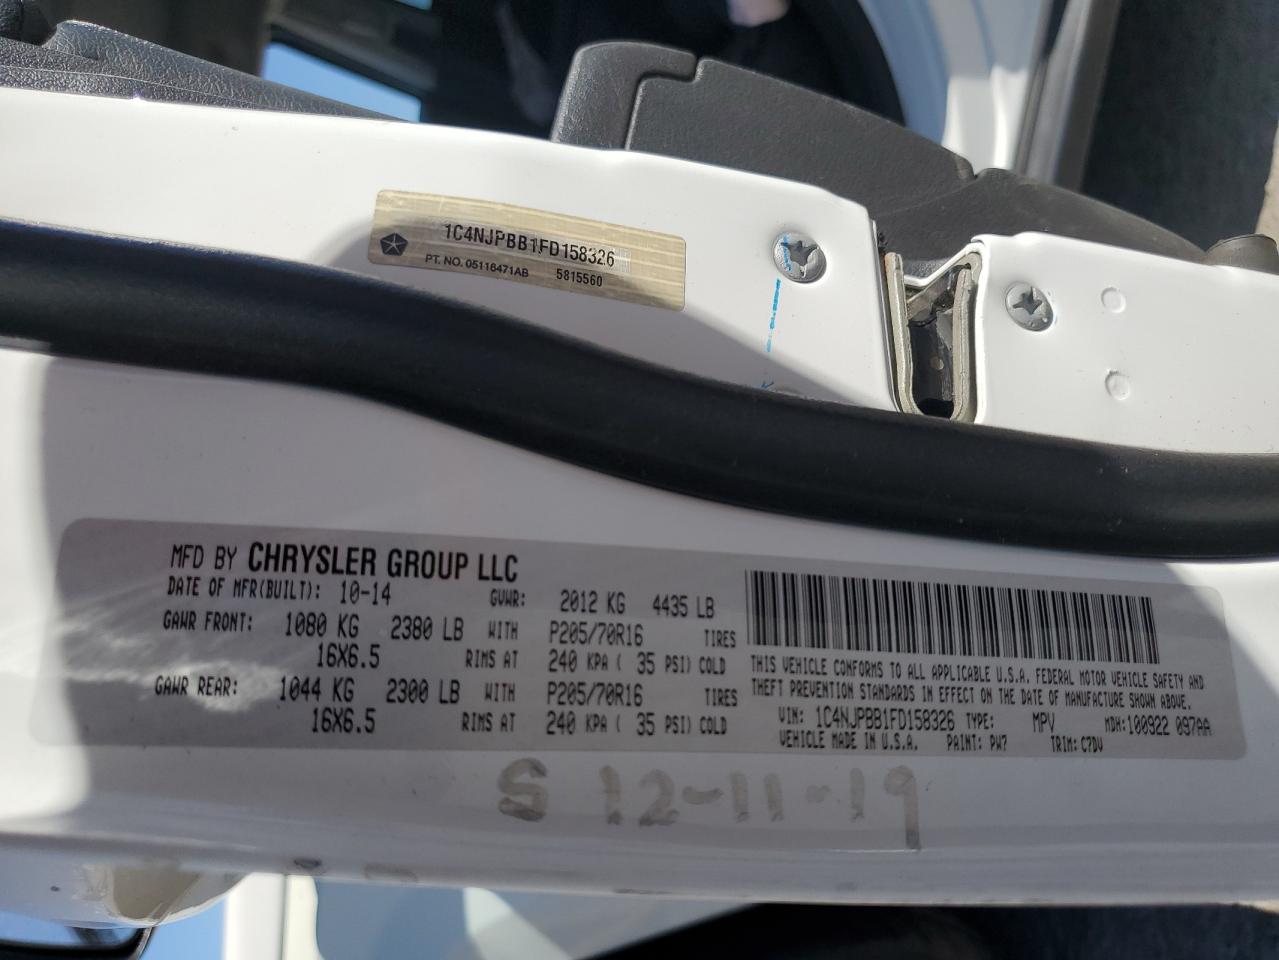 1C4NJPBB1FD158326
PT. NO. 05116471AB 5815560
MFD BY CHRYSLER GROUP LLC
DATE OF MFR(BUILT): 10-14 GVWR: 2012 KG 4435 LB
GAWR FRONT: 1080 KG 2380 LB WITH P205/70R16 TIRES
16X6.5 RIMS AT 240 KPA ( 35 PSI) COLD
GAWR REAR: 1044 KG 2300 LB WITH P205/70R16 TIRES
16X6.5 RIMS AT 240 KPA ( 35 PSI) COLD
THIS VEHICLE CONFORMS TO ALL APPLICABLE U.S.A. FEDERAL MOTOR VEHICLE SAFETY AND
THEFT PREVENTION STANDARDS IN EFFECT ON THE DATE OF MANUFACTURE SHOWN ABOVE.
VIN: 1C4NJPBB1FD158326 TYPE: MPV MDH: 100922 097AA
VEHICLE MADE IN U.S.A. PAINT: PW7 TRIM: C7DV
S 12-11-19